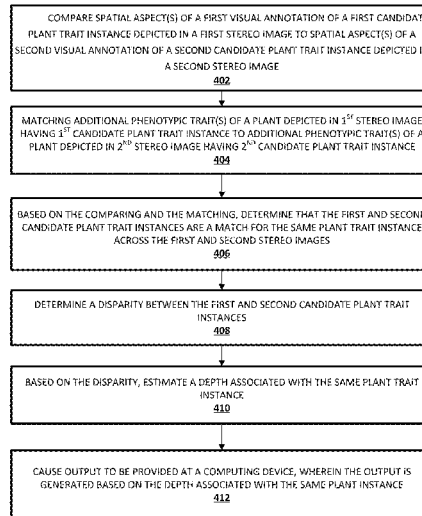 COMPARE SPATIAL ASPECT(S) OF A FIRST VISUAL ANNOTATION OF A FIRST CANDIDAT
PLANT TRAIT INSTANCE DEPICTED IN A FIRST STEREO IMAGE TO SPATIAL ASPECT(S) OF A
SECOND VISUAL ANNOTATION OF A SECOND CANDIDATE PLANT TRAIT INSTANCE DEPICTED I
A SECOND STEREO IMAGE
402
MATCHING ADDITIONAL PHENOTYPIC TRAIT(S) OF A PLANT DEPICTED IN 1ST STEREO IMAGE
HAVING 1ST CANDIDATE PLANT TRAIT INSTANCE TO ADDITIONAL PHENOTYPIC TRAIT(S) OF A
PLANT DEPICTED IN 2ND STEREO IMAGE HAVING 2ND CANDIDATE PLANT TRAIT INSTANCE
404
BASED ON THE COMPARING AND THE MATCHING, DETERMINE THAT THE FIRST AND SECON
CANDIDATE PLANT TRAIT INSTANCES ARE A MATCH FOR THE SAME PLANT TRAIT INSTANCE
ACROSS THE FIRST AND SECOND STEREO IMAGES
406
DETERMINE A DISPARITY BETWEEN THE FIRST AND SECOND CANDIDATE PLANT TRAIT
INSTANCES
408
BASED ON THE DISPARITY, ESTIMATE A DEPTH ASSOCIATED WITH THE SAME PLANT TRAIT
INSTANCE
410
CAUSE OUTPUT TO BE PROVIDED AT A COMPUTING DEVICE, WHEREIN THE OUTPUT IS
GENERATED BASED ON THE DEPTH ASSOCIATED WITH THE SAME PLANT INSTANCE
412